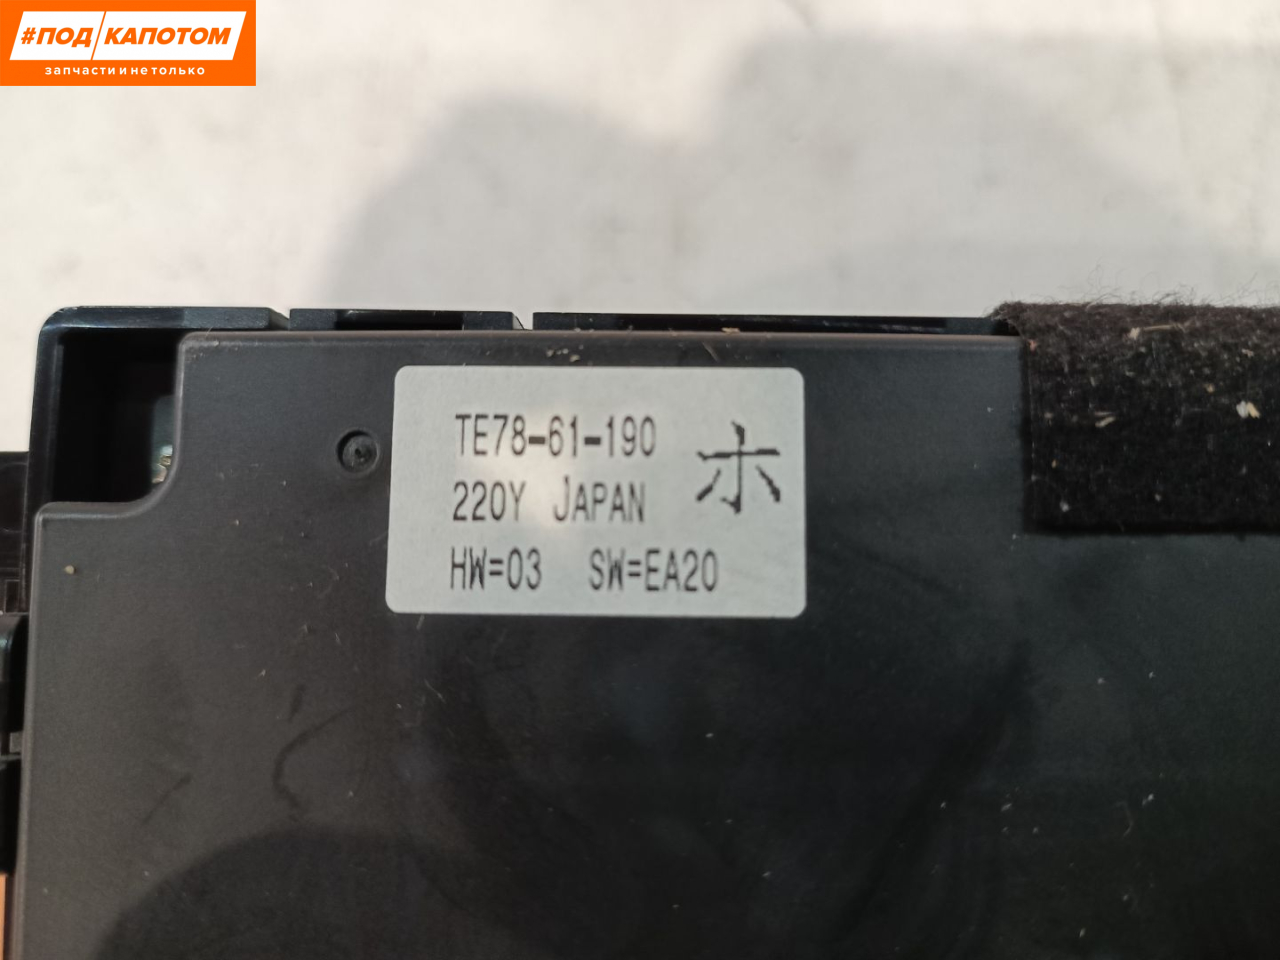 #ПОД КАПОТОМ
запчасти и не только
TE78-61-190
ホ
220Y JAPAN
HW=03 SW=EA20